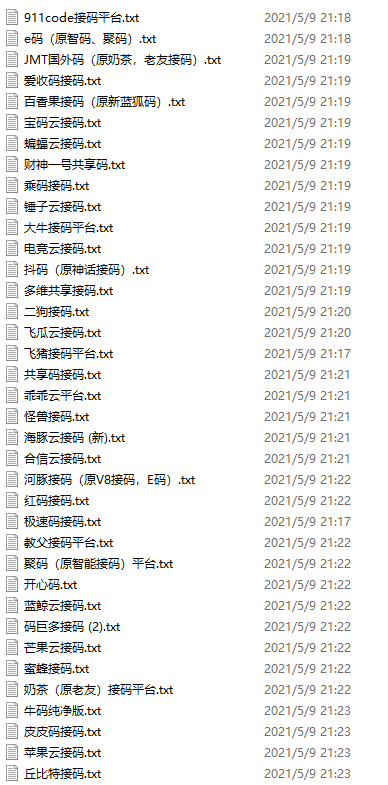 911code接码平台.txt 2021/5/9 21:18
e码（原智码、聚码）.txt 2021/5/9 21:18
JMT国外码（原奶茶，老友接码）.txt 2021/5/9 21:19
爱收码接码.txt 2021/5/9 21:19
百香果接码（原新蓝狐码）.txt 2021/5/9 21:19
宝码云接码.txt 2021/5/9 21:19
蝙蝠云接码.txt 2021/5/9 21:19
财神一号共享码.txt 2021/5/9 21:19
乘码接码.txt 2021/5/9 21:19
锤子云接码.txt 2021/5/9 21:19
大牛接码平台.txt 2021/5/9 21:19
电竞云接码.txt 2021/5/9 21:19
抖码（原神话接码）.txt 2021/5/9 21:19
多维共享接码.txt 2021/5/9 21:19
二狗接码.txt 2021/5/9 21:20
飞瓜云接码.txt 2021/5/9 21:20
飞猪接码平台.txt 2021/5/9 21:17
共享码接码.txt 2021/5/9 21:21
乖乖云平台.txt 2021/5/9 21:21
怪兽接码.txt 2021/5/9 21:21
海豚云接码 (新).txt 2021/5/9 21:21
合信云接码.txt 2021/5/9 21:21
河豚接码（原V8接码，E码）.txt 2021/5/9 21:22
红码接码.txt 2021/5/9 21:22
极速码接码.txt 2021/5/9 21:17
教父接码平台.txt 2021/5/9 21:22
聚码（原智能接码）平台.txt 2021/5/9 21:22
开心码.txt 2021/5/9 21:22
蓝鲸云接码.txt 2021/5/9 21:22
码巨多接码 (2).txt 2021/5/9 21:22
芒果云接码.txt 2021/5/9 21:22
蜜蜂接码.txt 2021/5/9 21:22
奶茶（原老友）接码平台.txt 2021/5/9 21:22
牛码纯净版.txt 2021/5/9 21:23
皮皮码接码.txt 2021/5/9 21:23
苹果云接码.txt 2021/5/9 21:23
丘比特接码.txt 2021/5/9 21:23